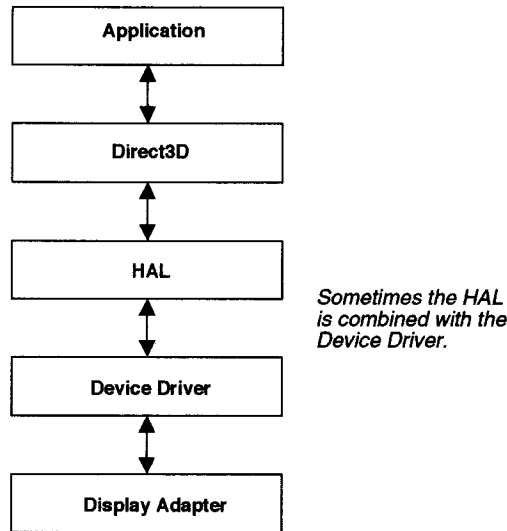 Application
Direct3D
HAL
Sometimes the HAL
is combined with the
Device Driver.
Device Driver
Display Adapter